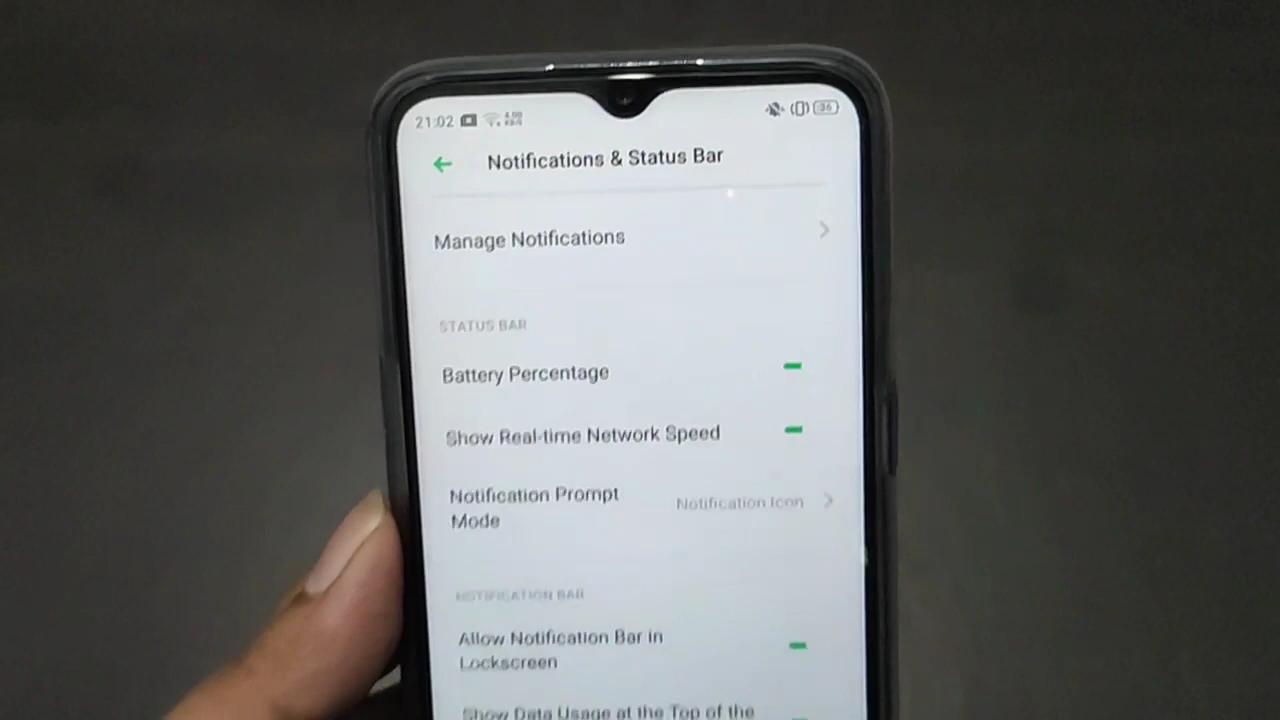 21:02
36
Notifications & Status Bar
Manage Notifications
STATUS BAR
Battery Percentage
Show Real-time Network Speed
Notification Prompt
Mode
Notification Icon
NOTIFICATION BAR
Allow Notification Bar in
Lockscreen
Show Data Usage at the Top of the